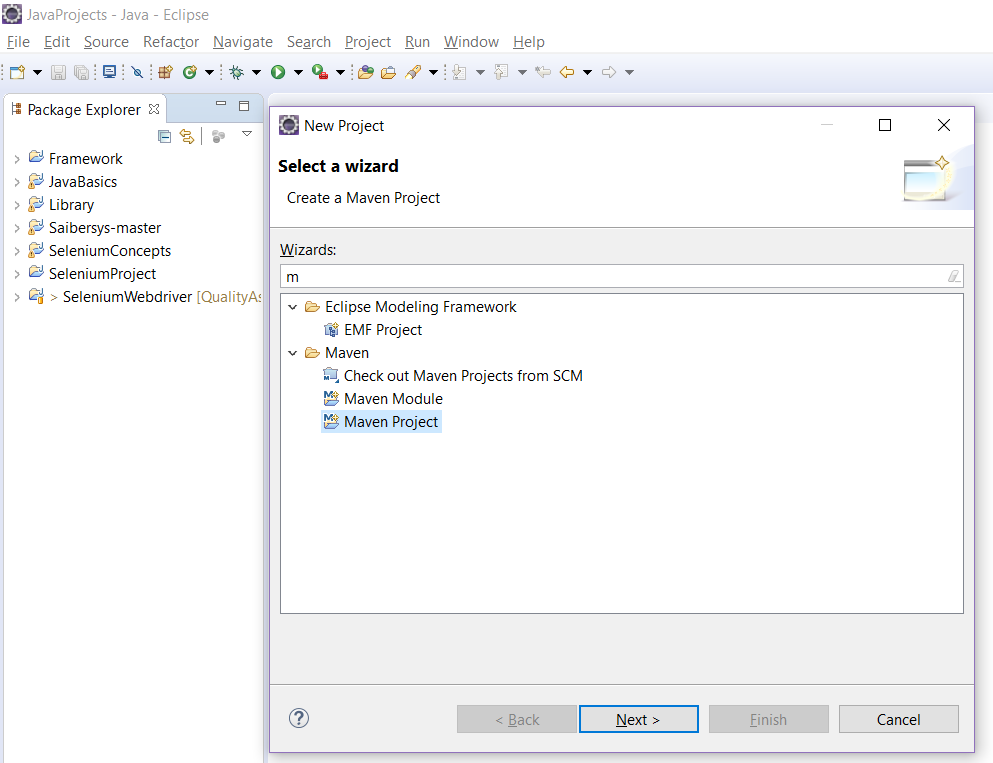 JavaProjects - Java - Eclipse
File Edit Source Refactor Navigate Search Project Run Window Help
Package Explorer
Framework
JavaBasics
Library
Saibersys-master
SeleniumConcepts
SeleniumProject
> SeleniumWebdriver [QualityAs
New Project
Select a wizard
Create a Maven Project
Wizards:
m
Eclipse Modeling Framework
EMF Project
Maven
Check out Maven Projects from SCM
Maven Module
Maven Project
< Back Next > Finish Cancel